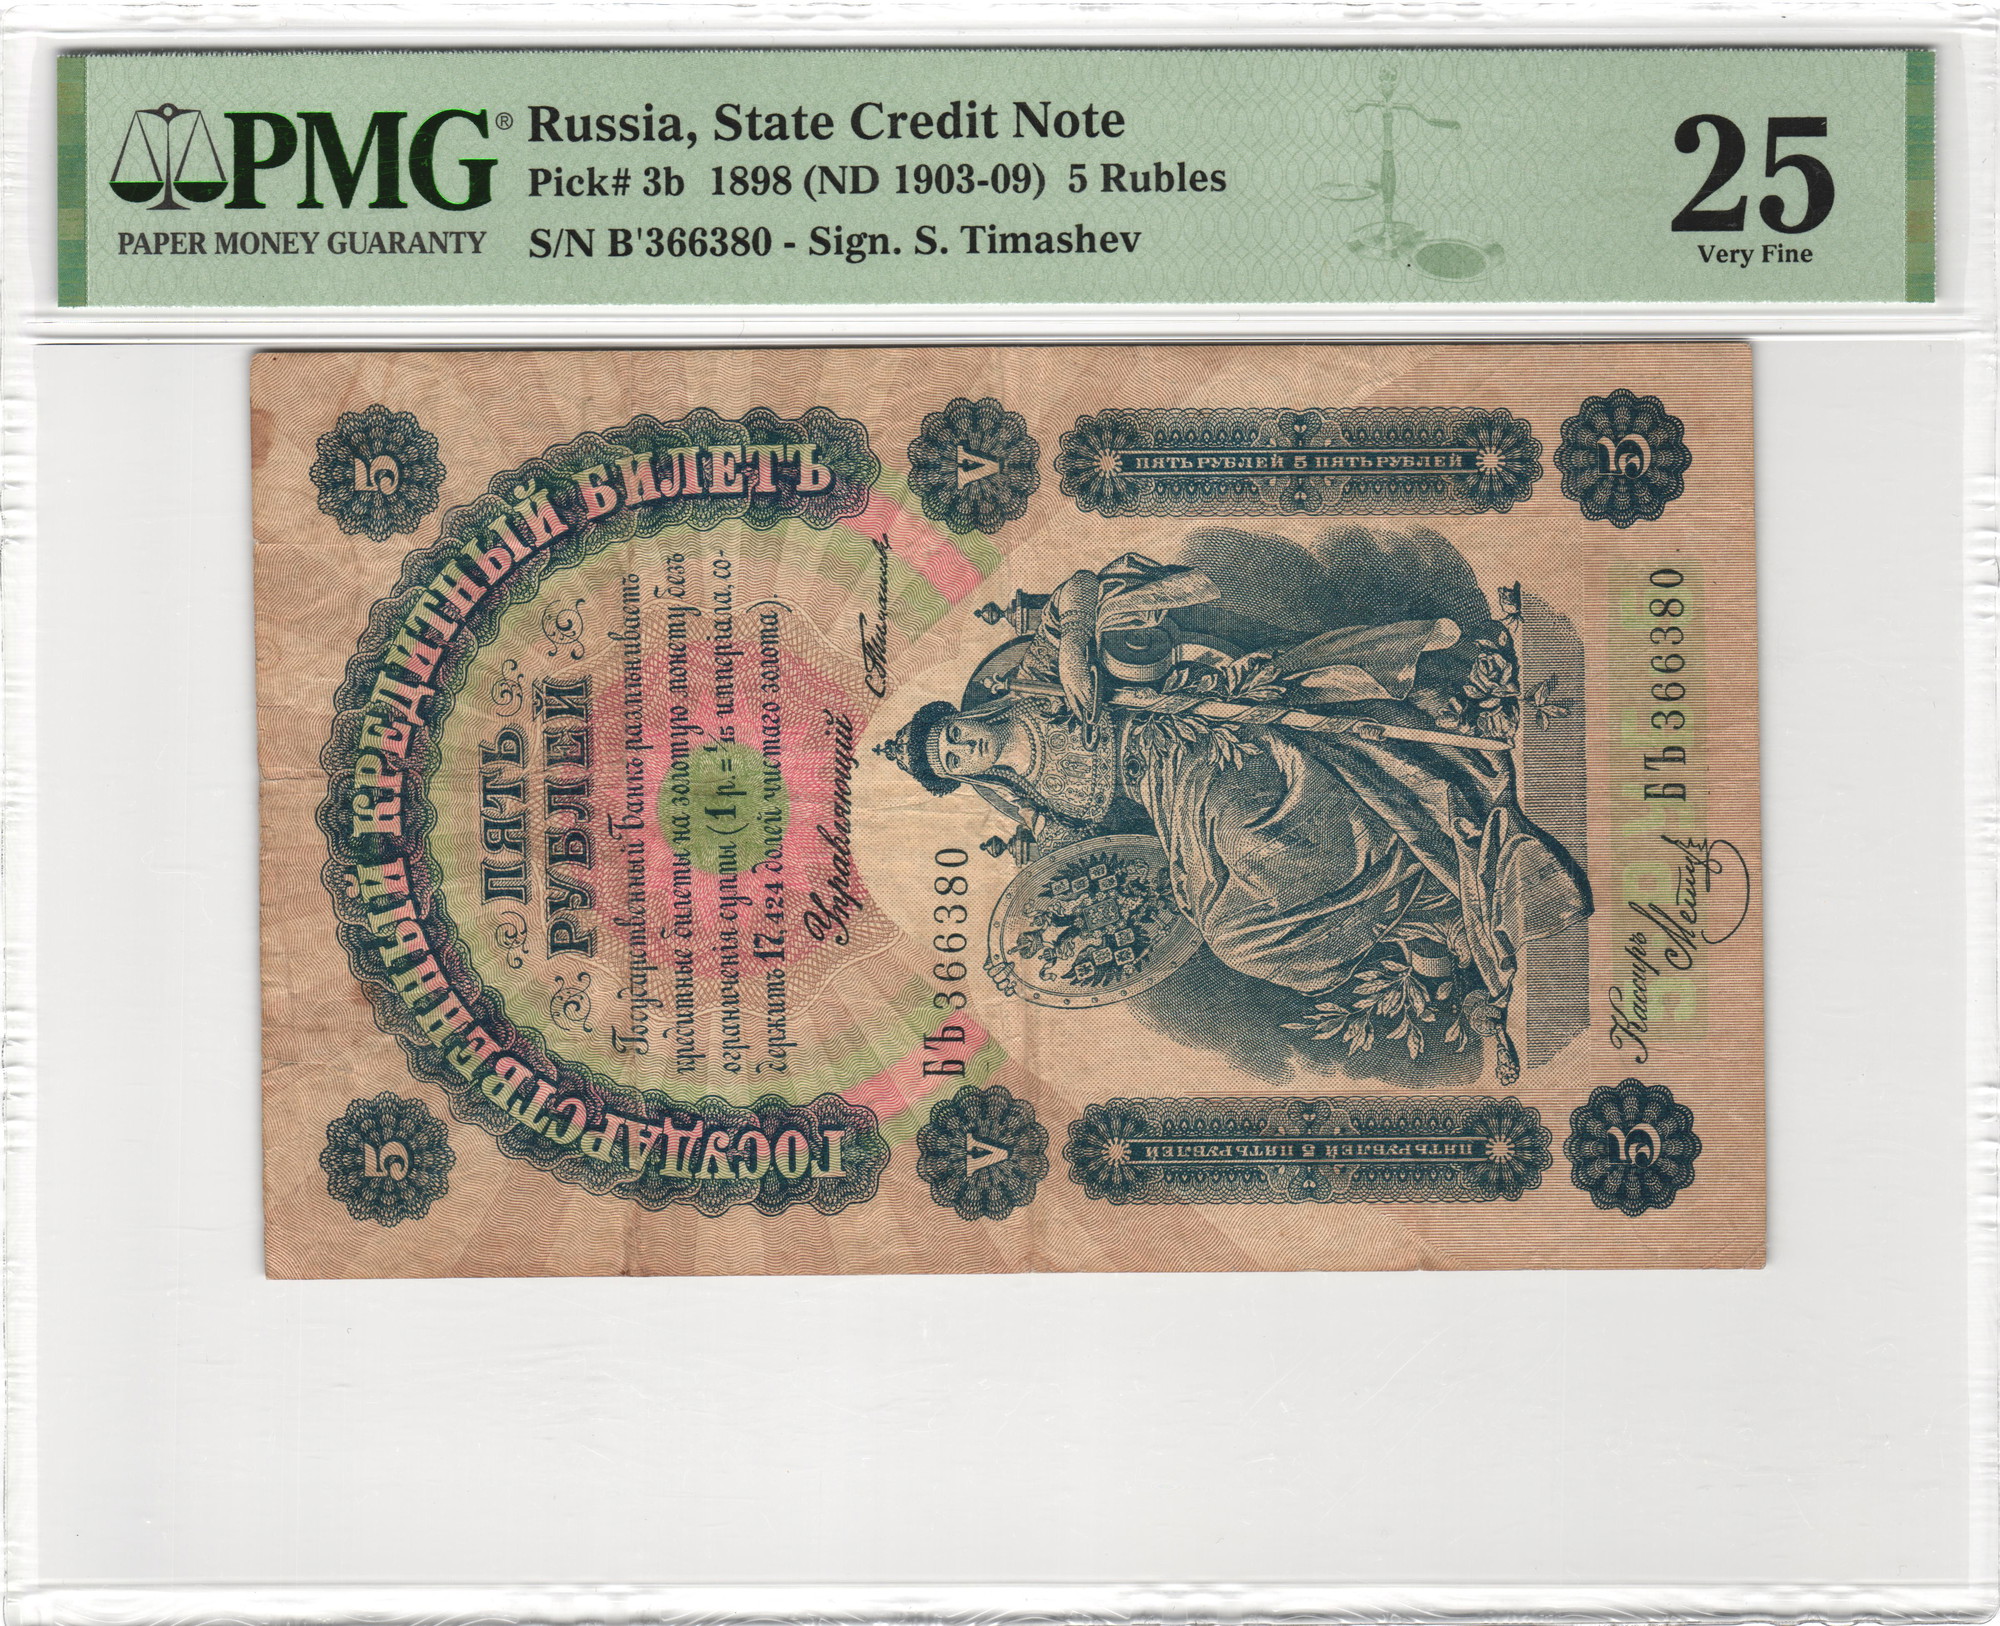 PMG®
PAPER MONEY GUARANTY
Russia, State Credit Note
Pick# 3b 1898 (ND 1903-09) 5 Rubles
S/N B'366380 - Sign. S. Timashev
25
Very Fine
5
5
ГОСУДАРСТВЕННЫЙ КРЕДИТНЫЙ БИЛЕТЪ
ПЯТЬ
РУБЛЕЙ
Государственный Банкъ размѣниваетъ
кредитные билеты на золотую монету безъ
ограниченія суммы (1 р. = 1/15 имперіала, со-
держитъ 17,424 долей чистаго золота).
Управляющій С. Тимашевъ
БЪ366380
V
V
ПЯТЬ РУБЛЕЙ 5 ПЯТЬ РУБЛЕЙ
ПЯТЬ РУБЛЕЙ 5 ПЯТЬ РУБЛЕЙ
Кассиръ
БЪ366380
5
5